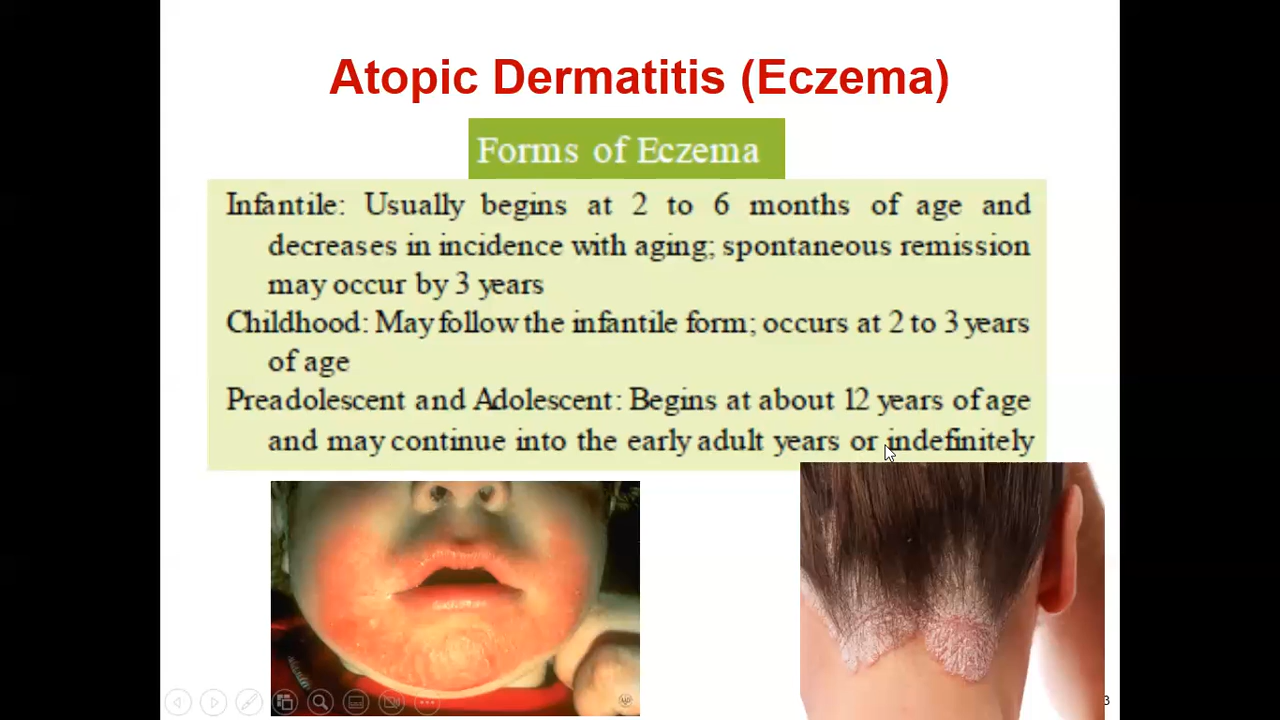 Atopic Dermatitis (Eczema)
Forms of Eczema
Infantile: Usually begins at 2 to 6 months of age and
decreases in incidence with aging; spontaneous remission
may occur by 3 years
Childhood: May follow the infantile form; occurs at 2 to 3 years
of age
Preadolescent and Adolescent: Begins at about 12 years of age
and may continue into the early adult years or indefinitely
3